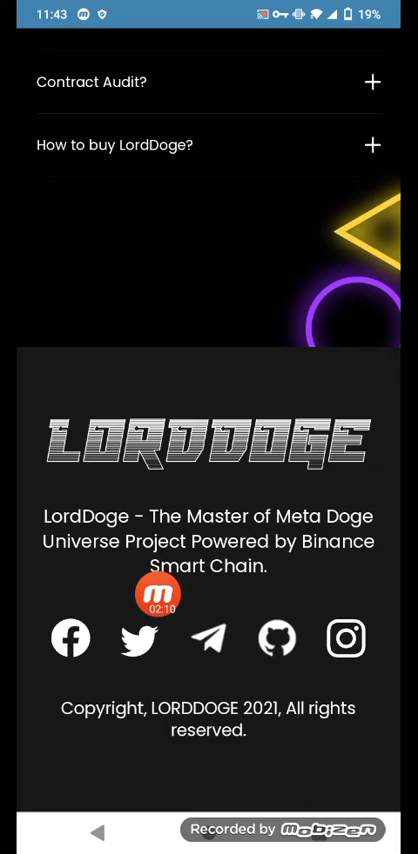 11:43 19%
Contract Audit?
How to buy LordDoge?
LORDDOGE
LordDoge - The Master of Meta Doge
Universe Project Powered by Binance
Smart Chain.
02:10
Copyright, LORDDOGE 2021, All rights
reserved.
Recorded by mobizen